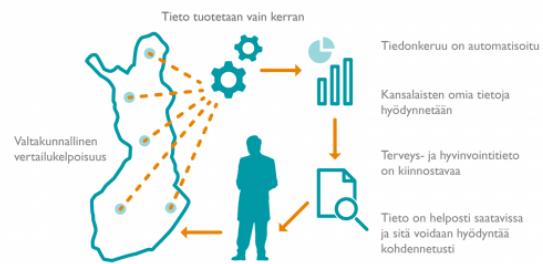 Tieto tuotetaan vain kerran
Tiedonkeruu on automatisoitu
Kansalaisten omia tietoja
hyödynnetään
Valtakunnallinen
vertailukelpoisuus
Terveys- ja hyvinvointitieto
on kiinnostavaa
Tieto on helposti saatavissa
ja sitä voidaan hyödyntää
kohdennetusti